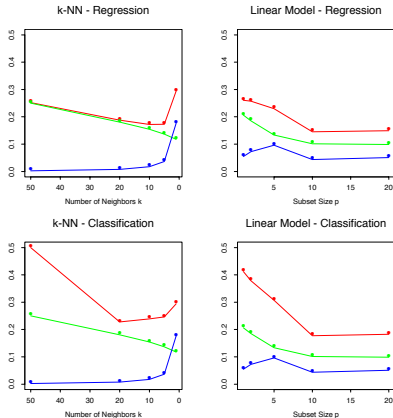 k-NN - Regression
0.0 0.1 0.2 0.3 0.4 0.5
50 40 30 20 10 0
Number of Neighbors k
Linear Model - Regression
0.0 0.1 0.2 0.3 0.4 0.5
5 10 15 20
Subset Size p
k-NN - Classification
0.0 0.1 0.2 0.3 0.4 0.5
50 40 30 20 10 0
Number of Neighbors k
Linear Model - Classification
0.0 0.1 0.2 0.3 0.4 0.5
5 10 15 20
Subset Size p